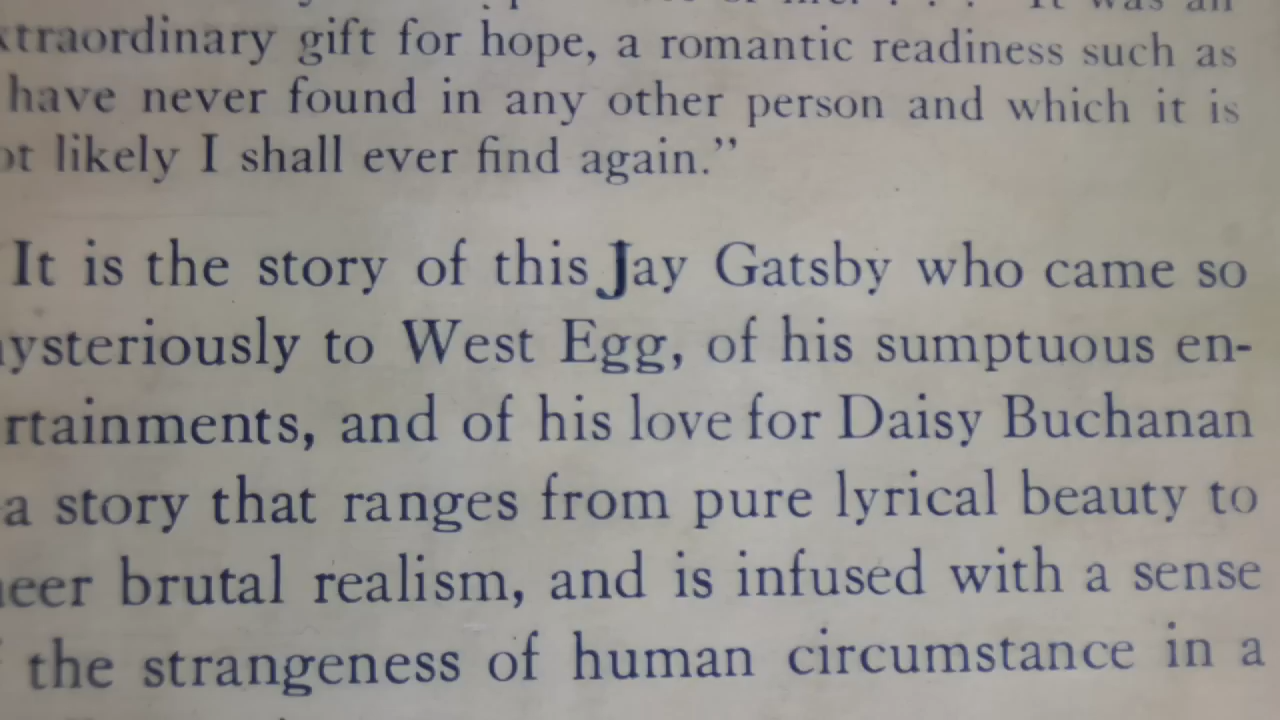 It was an
xtraordinary gift for hope, a romantic readiness such as
have never found in any other person and which it is
ot likely I shall ever find again.”
It is the story of this Jay Gatsby who came so
ysteriously to West Egg, of his sumptuous en-
rtainments, and of his love for Daisy Buchanan
a story that ranges from pure lyrical beauty to
eer brutal realism, and is infused with a sense
the strangeness of human circumstance in a